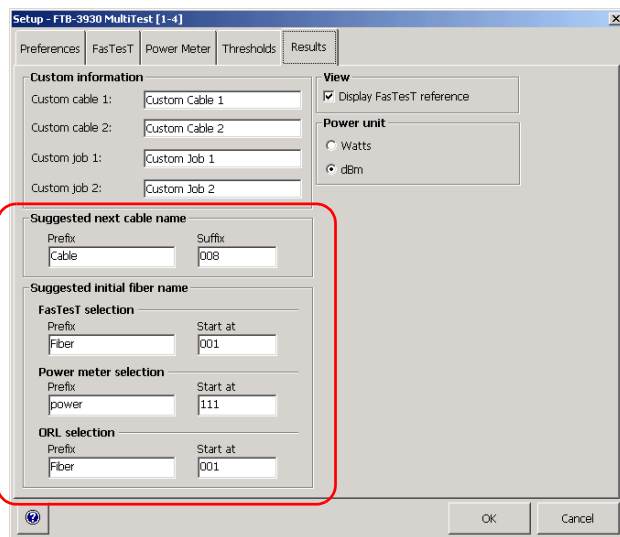 Setup - FTB-3930 MultiTest [1-4]
Preferences FasTesT Power Meter Thresholds Results
Custom information
Custom cable 1: Custom Cable 1
Custom cable 2: Custom Cable 2
Custom job 1: Custom Job 1
Custom job 2: Custom Job 2
View
Display FasTesT reference
Power unit
Watts
dBm
Suggested next cable name
Prefix Suffix
Cable 008
Suggested initial fiber name
FasTesT selection
Prefix Start at
Fiber 001
Power meter selection
Prefix Start at
power 111
ORL selection
Prefix Start at
Fiber 001
OK Cancel